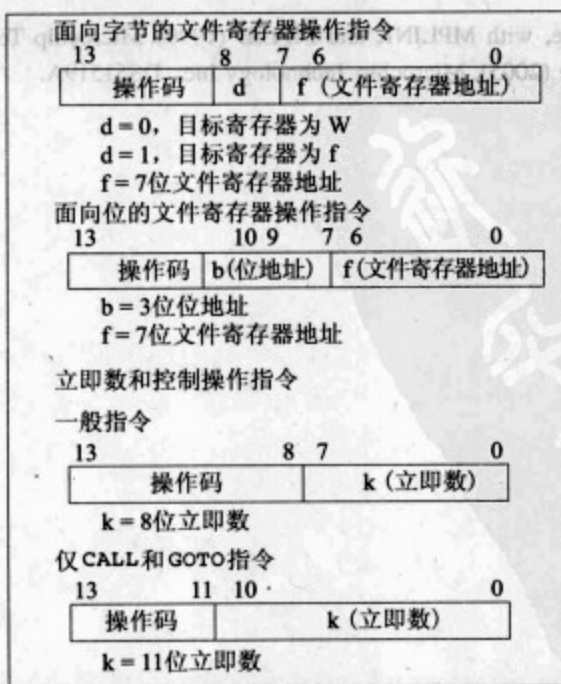 面向字节的文件寄存器操作指令
13 8 7 6 0
操作码 d f (文件寄存器地址)
d = 0, 目标寄存器为 W
d = 1, 目标寄存器为 f
f = 7位文件寄存器地址
面向位的文件寄存器操作指令
13 10 9 7 6 0
操作码 b(位地址) f(文件寄存器地址)
b = 3位位地址
f = 7位文件寄存器地址
立即数和控制操作指令
一般指令
13 8 7 0
操作码 k (立即数)
k = 8位立即数
仅CALL和GOTO指令
13 11 10 0
操作码 k (立即数)
k = 11位立即数